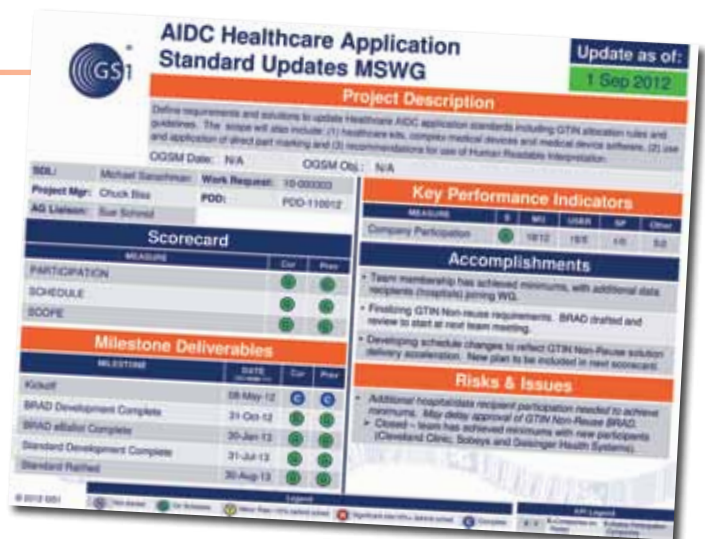 GS1
AIDC Healthcare Application
Standard Updates MSWG
Update as of:
1 Sep 2012
Project Description
Define requirements and solutions to update Healthcare AIDC application standards including GTIN allocation rules and
guidelines. The scope will also include: (1) healthcare kits, complex medical devices and medical device software, (2) use
and application of direct part marking and (3) recommendations for use of Human Readable Interpretation.
OGSM Date: N/A OGSM Obj.: N/A
Michael Work Request:
Project Mgr: Chuck Biss PDD: PDD-110012
AG Liaison: Sue Schmid
Scorecard
MEASURE Cur Prev
PARTICIPATION G G
SCHEDULE G G
SCOPE G G
Milestone Deliverables
MILESTONE DATE Cur Prev
Kickoff 08-May-12 C C
BRAD Development Complete 31-Oct-12 G G
BRAD eBallot Complete 30-Jan-13 G G
Standard Development Complete 31-Jul-13 G G
Standard Ratified 30-Aug-13 G G
Key Performance Indicators
MEASURE S Other
Company Participation G
Accomplishments
• Team membership has achieved minimums, with additional data
recipients (hospitals) joining WG.
• Finalizing GTIN Non-reuse requirements. BRAD drafted and
review to start at next team meeting.
• Developing schedule changes to reflect GTIN Non-Reuse solution
delivery acceleration. New plan to be included in next scorecard.
Risks & Issues
• Additional hospital/data recipient participation needed to achieve
minimums. May delay approval of GTIN Non-Reuse BRAD.
➢ Closed – team has achieved minimums with new participants
(Cleveland Clinic, Sobeys and Geisinger Health Systems).
© 2012 GS1
Legend
Complete
KPI Legend